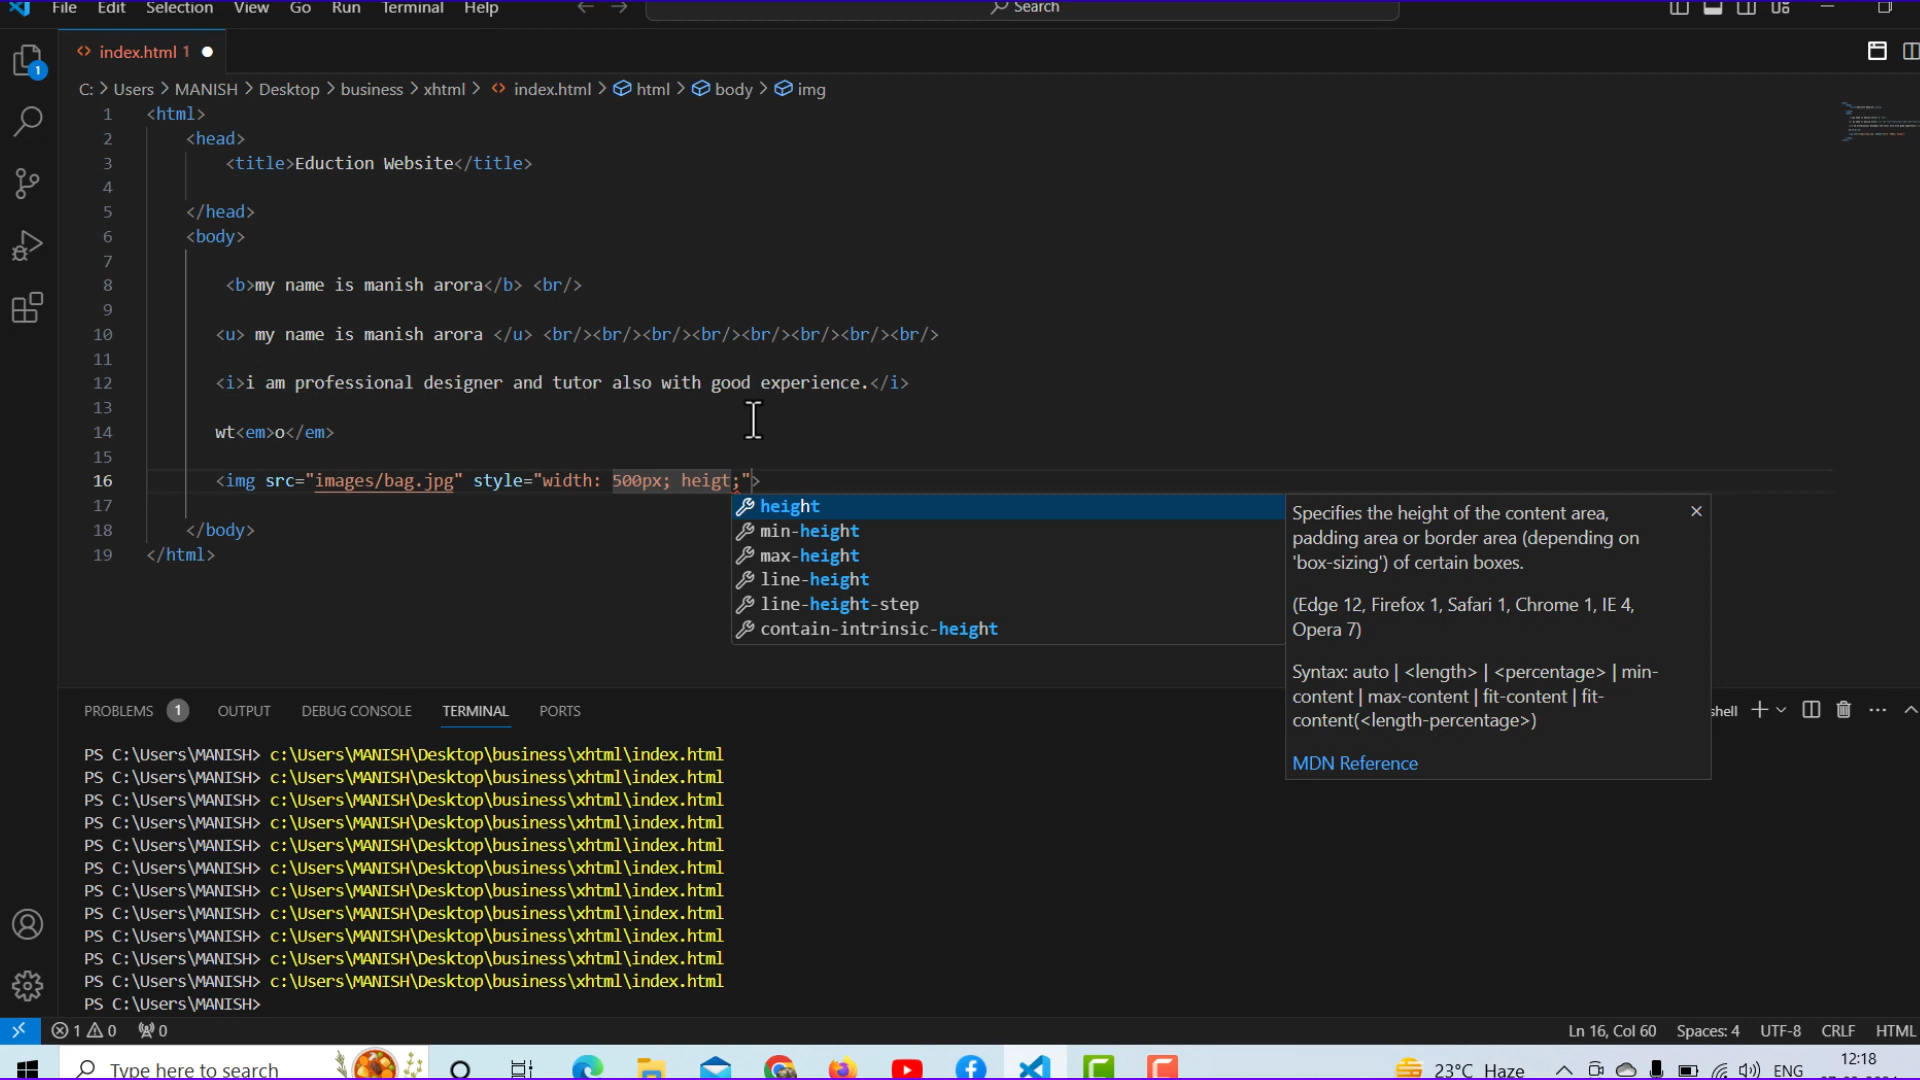 File Edit Selection View Go Run Terminal Help Search
index.html 1
C: > Users > MANISH > Desktop > business > xhtml > index.html > html > body > img
1 <html>
2 <head>
3 <title>Eduction Website</title>
4
5 </head>
6 <body>
7
8 <b>my name is manish arora</b> <br/>
9
10 <u> my name is manish arora </u> <br/><br/><br/><br/><br/><br/><br/><br/>
11
12 <i>i am professional designer and tutor also with good experience.</i>
13
14 wt<em>o</em>
15
16 <img src="images/bag.jpg" style="width: 500px; heigt;">
17
18 </body>
19 </html>
height
min-height
max-height
line-height
line-height-step
contain-intrinsic-height
Specifies the height of the content area,
padding area or border area (depending on
'box-sizing') of certain boxes.
(Edge 12, Firefox 1, Safari 1, Chrome 1, IE 4,
Opera 7)
Syntax: auto | <length> | <percentage> | min-
content | max-content | fit-content | fit-
content(<length-percentage>)
MDN Reference
PROBLEMS 1 OUTPUT DEBUG CONSOLE TERMINAL PORTS shell
PS C:\Users\MANISH> c:\Users\MANISH\Desktop\business\xhtml\index.html
PS C:\Users\MANISH> c:\Users\MANISH\Desktop\business\xhtml\index.html
PS C:\Users\MANISH> c:\Users\MANISH\Desktop\business\xhtml\index.html
PS C:\Users\MANISH> c:\Users\MANISH\Desktop\business\xhtml\index.html
PS C:\Users\MANISH> c:\Users\MANISH\Desktop\business\xhtml\index.html
PS C:\Users\MANISH> c:\Users\MANISH\Desktop\business\xhtml\index.html
PS C:\Users\MANISH> c:\Users\MANISH\Desktop\business\xhtml\index.html
PS C:\Users\MANISH> c:\Users\MANISH\Desktop\business\xhtml\index.html
PS C:\Users\MANISH> c:\Users\MANISH\Desktop\business\xhtml\index.html
PS C:\Users\MANISH> c:\Users\MANISH\Desktop\business\xhtml\index.html
PS C:\Users\MANISH> c:\Users\MANISH\Desktop\business\xhtml\index.html
PS C:\Users\MANISH>
1 0 0 Ln 16, Col 60 Spaces: 4 UTF-8 CRLF HTML
Type here to search 23°C Haze ENG 12:18